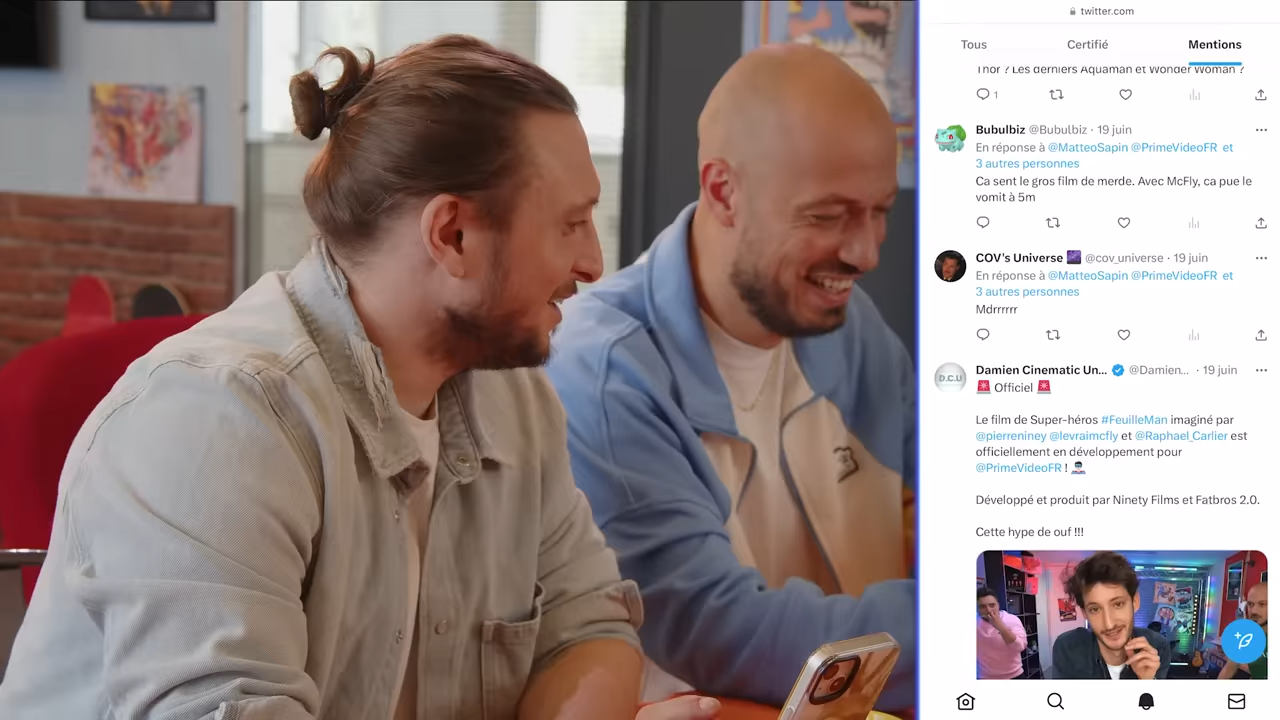 twitter.com
Tous Certifié Mentions
Thor ? Les derniers Aquaman et Wonder Woman ?
1
Bubulbiz @Bubulbiz · 19 juin
En réponse à @MatteoSapin @PrimeVideoFR et
3 autres personnes
Ca sent le gros film de merde. Avec McFly, ca pue le
vomit à 5m
COV's Universe @cov_universe · 19 juin
En réponse à @MatteoSapin @PrimeVideoFR et
3 autres personnes
Mdrrrrrr
Damien Cinematic Un... @Damien... · 19 juin
D.C.U
🚨 Officiel 🚨
Le film de Super-héros #FeuilleMan imaginé par
@pierreniney @levraimcfly et @Raphael_Carlier est
officiellement en développement pour
@PrimeVideoFR !
Développé et produit par Ninety Films et Fatbros 2.0.
Cette hype de ouf !!!